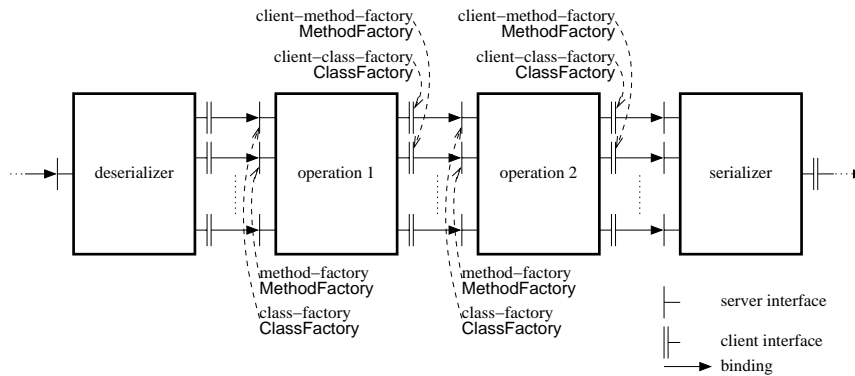 client−method−factory
MethodFactory
client−class−factory
ClassFactory
client−method−factory
MethodFactory
client−class−factory
ClassFactory
deserializer
operation 1
operation 2
serializer
method−factory
MethodFactory
class−factory
ClassFactory
method−factory
MethodFactory
class−factory
ClassFactory
server interface
client interface
binding